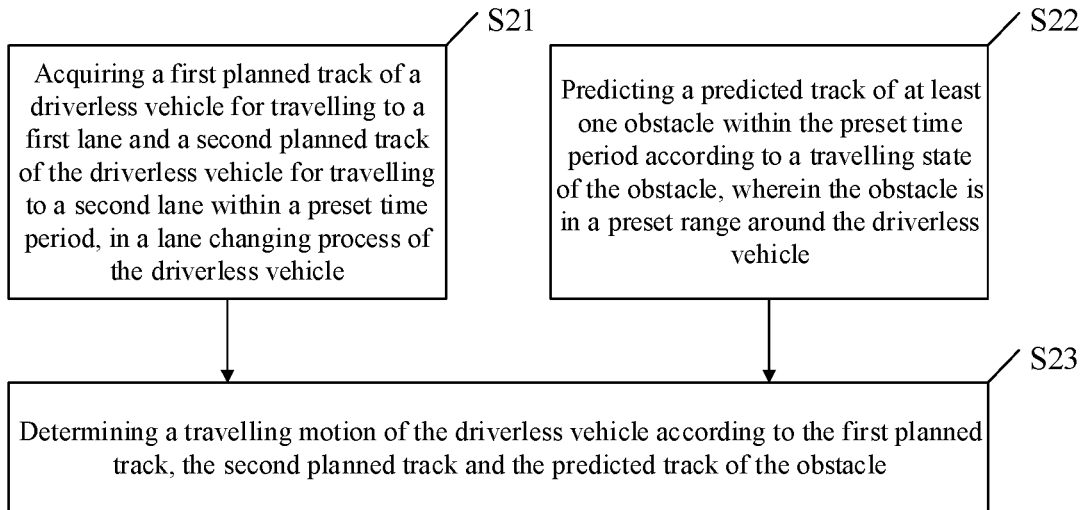 S21
Acquiring a first planned track of a
driverless vehicle for travelling to a
first lane and a second planned track
of the driverless vehicle for travelling
to a second lane within a preset time
period, in a lane changing process of
the driverless vehicle
S22
Predicting a predicted track of at least
one obstacle within the preset time
period according to a travelling state
of the obstacle, wherein the obstacle is
in a preset range around the driverless
vehicle
S23
Determining a travelling motion of the driverless vehicle according to the first planned
track, the second planned track and the predicted track of the obstacle